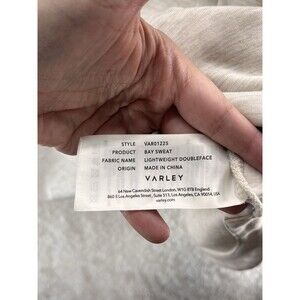 STYLE VAR01225
PRODUCT BAY SWEAT
FABRIC NAME LIGHTWEIGHT DOUBLEFACE
ORIGIN MADE IN CHINA
VARLEY
64 New Cavendish Street London, W1G 8TB England
860 S Los Angeles Street, Suite 511, Los Angeles, CA 90014, USA
varley.com